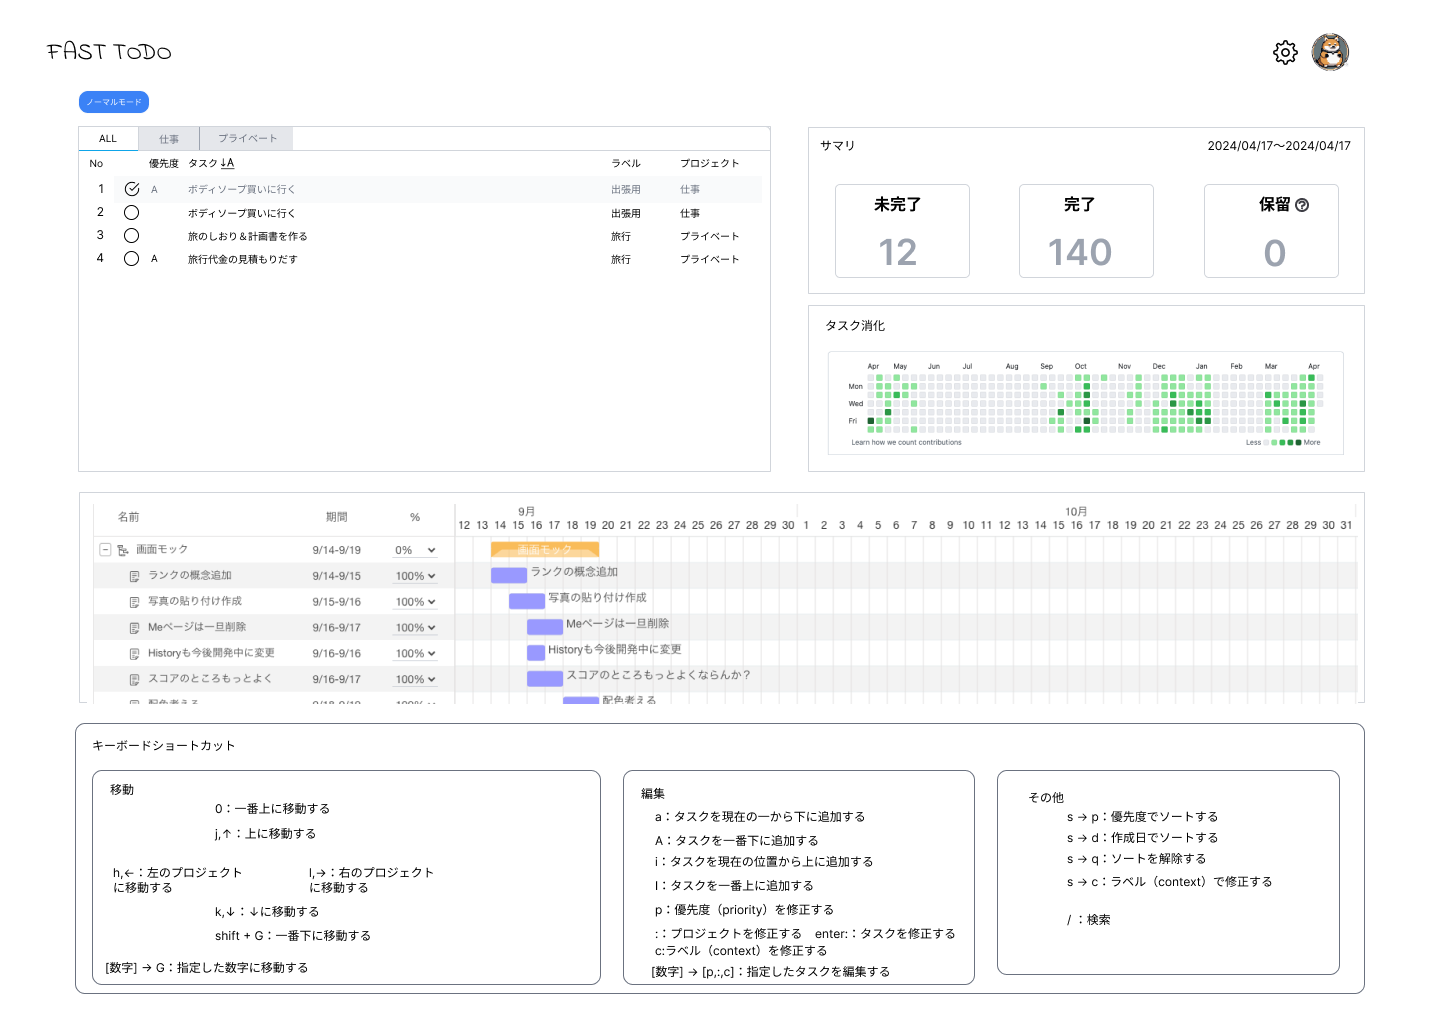 FAST TODO
ノーマルモード
ALL 仕事 プライベート
No 優先度 タスク ↓A ラベル プロジェクト
1 A ボディソープ買いに行く 出張用 仕事
2 ボディソープ買いに行く 出張用 仕事
3 旅のしおり＆計画書を作る 旅行 プライベート
4 A 旅行代金の見積もりだす 旅行 プライベート
サマリ 2024/04/17〜2024/04/17
未完了 完了 保留 ?
12 140 0
タスク消化
Apr May Jun Jul Aug Sep Oct Nov Dec Jan Feb Mar Apr
Mon
Wed
Fri
Learn how we count contributions Less More
9月 10月
名前 期間 %
12 13 14 15 16 17 18 19 20 21 22 23 24 25 26 27 28 29 30 1 2 3 4 5 6 7 8 9 10 11 12 13 14 15 16 17 18 19 20 21 22 23 24 25 26 27 28 29 30 31
画面モック 9/14-9/19 0% 画面モック
ランクの概念追加 9/14-9/15 100% ランクの概念追加
写真の貼り付け作成 9/15-9/16 100% 写真の貼り付け作成
Meページは一旦削除 9/16-9/17 100% Meページは一旦削除
Historyも今後開発中に変更 9/16-9/16 100% Historyも今後開発中に変更
スコアのところもっとよく 9/16-9/17 100% スコアのところもっとよくならんか？
配色考える 9/18-9/19 100% 配色考える
キーボードショートカット
移動
0：一番上に移動する
j,↑：上に移動する
h,←：左のプロジェクト
に移動する
l,→：右のプロジェクト
に移動する
k,↓：↓に移動する
shift + G：一番下に移動する
[数字] → G：指定した数字に移動する
編集
a：タスクを現在の一から下に追加する
A：タスクを一番下に追加する
i：タスクを現在の位置から上に追加する
I：タスクを一番上に追加する
p：優先度（priority）を修正する
:：プロジェクトを修正する enter:：タスクを修正する
c:ラベル（context）を修正する
[数字] → [p,:,c]：指定したタスクを編集する
その他
s → p：優先度でソートする
s → d：作成日でソートする
s → q：ソートを解除する
s → c：ラベル（context）で修正する
/ ：検索